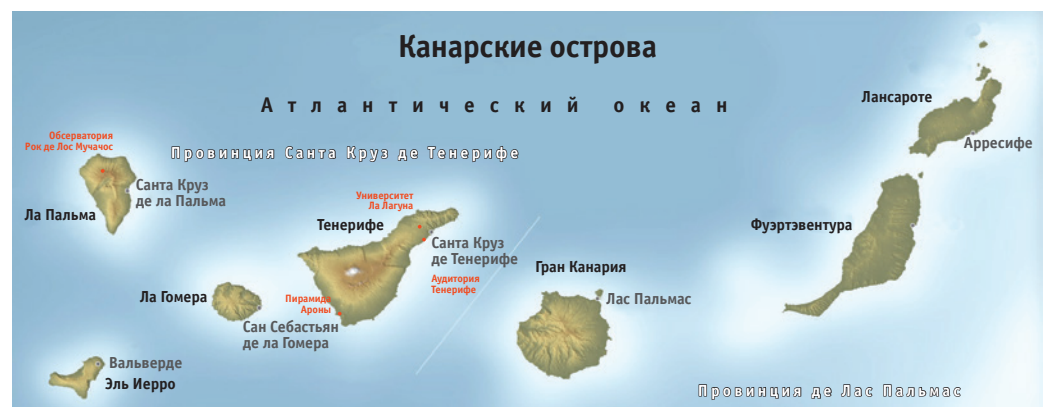 Канарские острова
Атлантический океан
Лансароте
Арресифе
Обсерватория
Рок де Лос Мучачос
Провинция Санта Круз де Тенерифе
Санта Круз
де ла Пальма
Ла Пальма
Университет
Ла Лагуна
Тенерифе
Санта Круз
де Тенерифе
Фуэртэвентура
Гран Канария
Аудитория
Тенерифе
Ла Гомера
Пирамида
Ароны
Лас Пальмас
Сан Себастьян
де ла Гомера
Вальверде
Эль Иерро
Провинция де Лас Пальмас